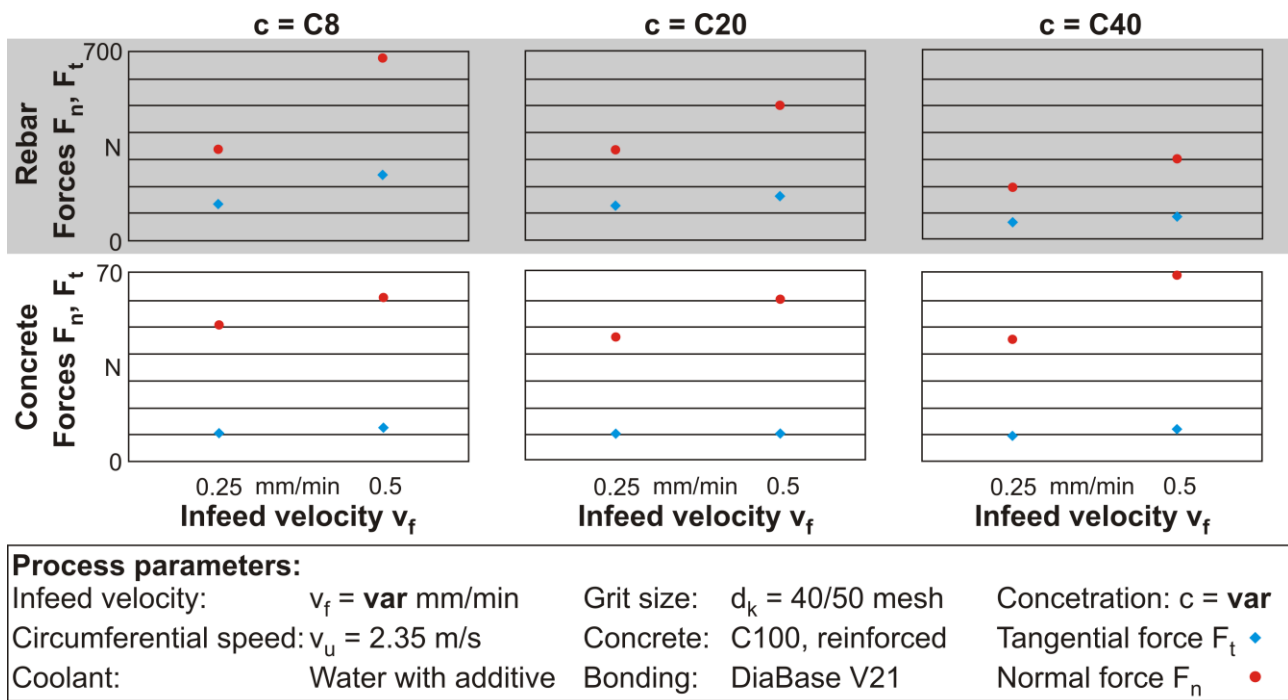 c = C8 c = C20 c = C40
Rebar
Forces Fn, Ft
700
N
0
Concrete
Forces Fn, Ft
70
N
0
0.25 mm/min 0.5 0.25 mm/min 0.5 0.25 mm/min 0.5
Infeed velocity vf Infeed velocity vf Infeed velocity vf
Process parameters:
Infeed velocity: vf = var mm/min Grit size: dk = 40/50 mesh Concetration: c = var
Circumferential speed: vu = 2.35 m/s Concrete: C100, reinforced Tangential force Ft
Coolant: Water with additive Bonding: DiaBase V21 Normal force Fn